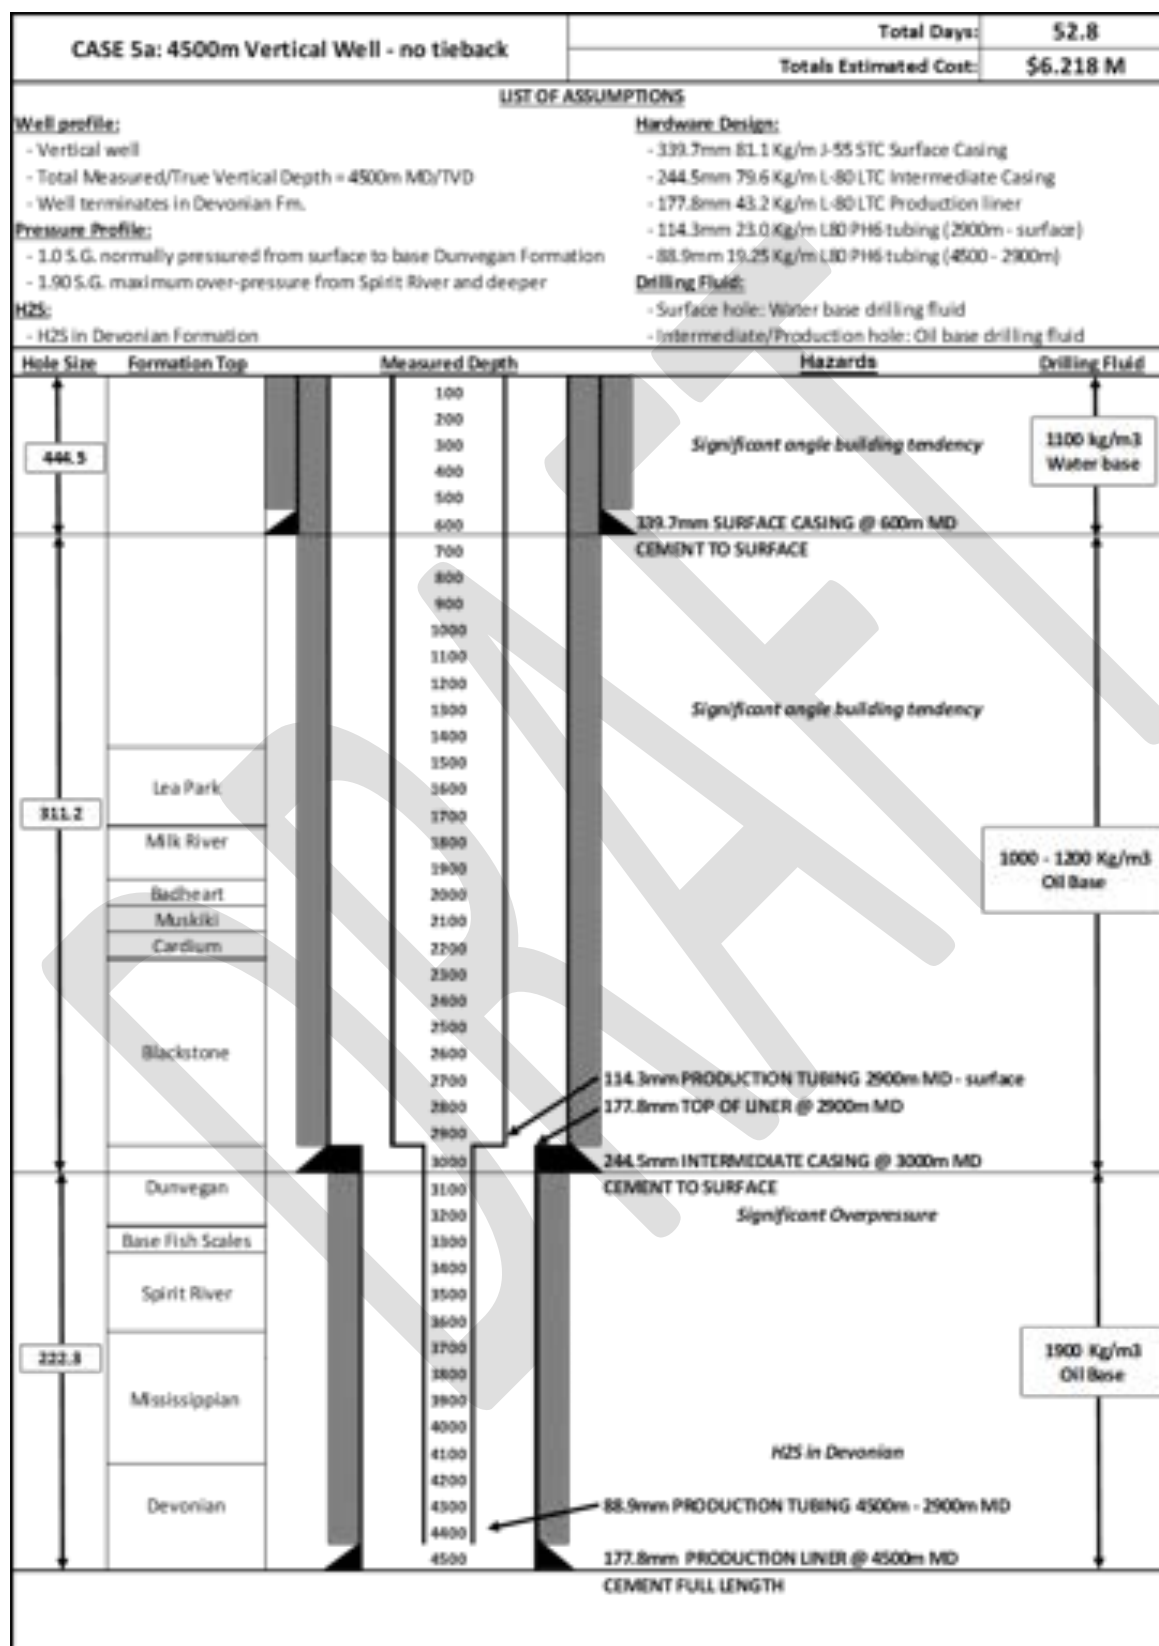 CASE 5a: 4500m Vertical Well - no tieback
Total Days: 52.8
Totals Estimated Cost: $6.218 M
LIST OF ASSUMPTIONS
Well profile:
- Vertical well
- Total Measured/True Vertical Depth = 4500m MD/TVD
- Well terminates in Devonian Fm.
Pressure Profile:
- 1.0 S.G. normally pressured from surface to base Dunvegan Formation
- 1.90 S.G. maximum over-pressure from Spirit River and deeper
H2S:
- H2S in Devonian Formation
Hardware Design:
- 339.7mm 81.1 Kg/m J-55 STC Surface Casing
- 244.5mm 79.6 Kg/m L-80 LTC Intermediate Casing
- 177.8mm 43.2 Kg/m L-80 LTC Production liner
- 114.3mm 23.0 Kg/m L80 PH6 tubing (2900m - surface)
- 88.9mm 19.25 Kg/m L80 PH6 tubing (4500 - 2900m)
Drilling Fluid:
- Surface hole: Water base drilling fluid
- Intermediate/Production hole: Oil base drilling fluid
Hole Size Formation Top Measured Depth Hazards Drilling Fluid
100
200
300
400
500
600
700
800
900
1000
1100
1200
1300
1400
1500
1600
1700
1800
1900
2000
2100
2200
2300
2400
2500
2600
2700
2800
2900
3000
3100
3200
3300
3400
3500
3600
3700
3800
3900
4000
4100
4200
4300
4400
4500
444.5
311.2
222.3
Lea Park
Milk River
Badheart
Muskiki
Cardium
Blackstone
Dunvegan
Base Fish Scales
Spirit River
Mississippian
Devonian
Significant angle building tendency
339.7mm SURFACE CASING @ 600m MD
CEMENT TO SURFACE
Significant angle building tendency
114.3mm PRODUCTION TUBING 2900m MD - surface
177.8mm TOP OF LINER @ 2900m MD
244.5mm INTERMEDIATE CASING @ 3000m MD
CEMENT TO SURFACE
Significant Overpressure
H2S in Devonian
88.9mm PRODUCTION TUBING 4500m - 2900m MD
177.8mm PRODUCTION LINER @ 4500m MD
CEMENT FULL LENGTH
1100 kg/m3
Water base
1000 - 1200 Kg/m3
Oil Base
1900 Kg/m3
Oil Base
DRAFT